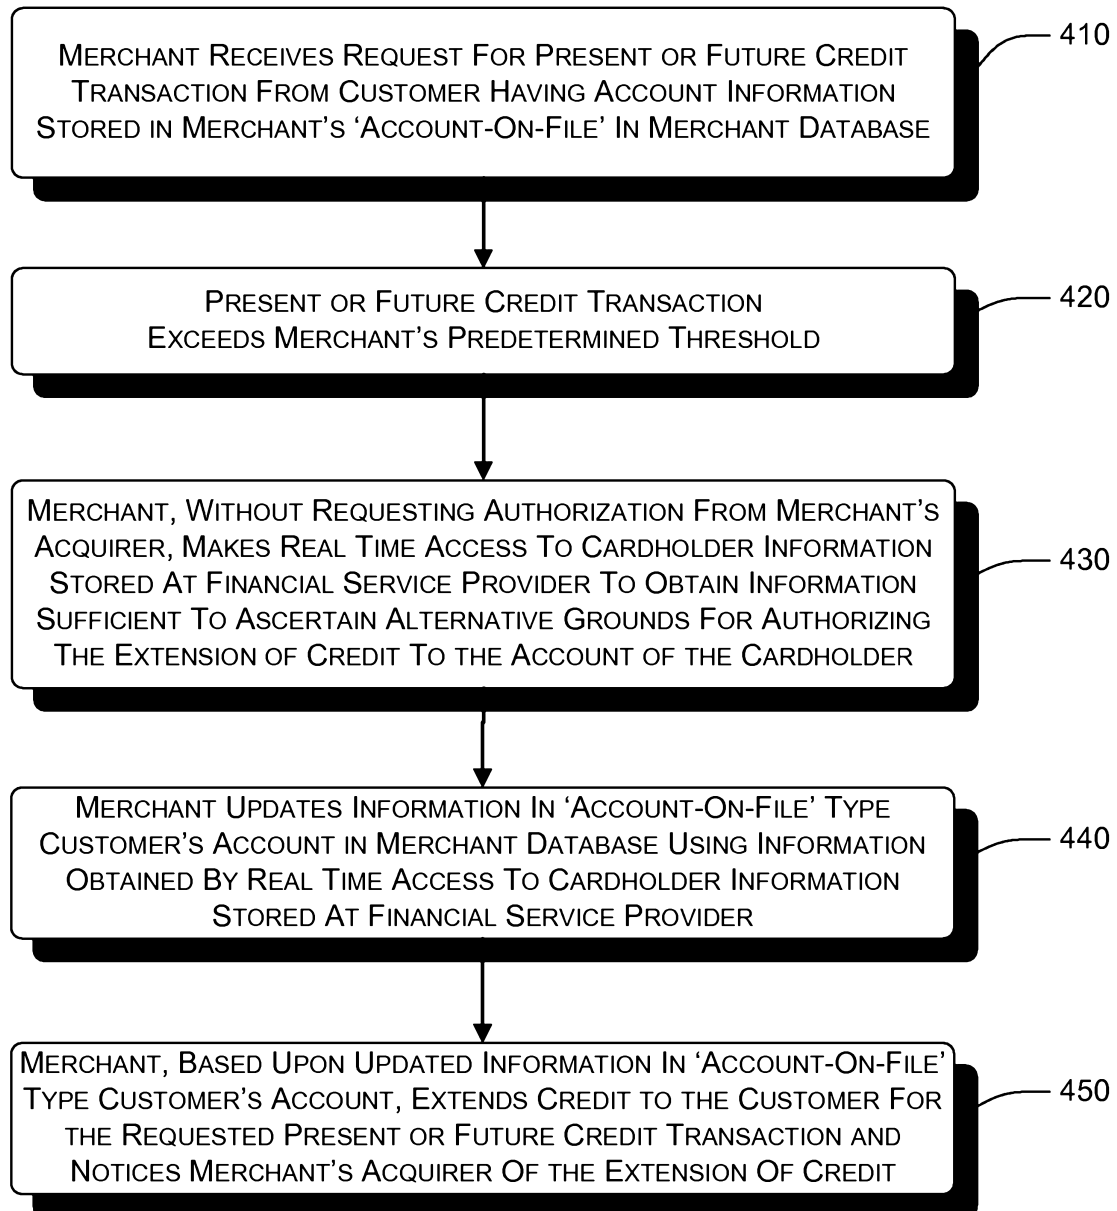 MERCHANT RECEIVES REQUEST FOR PRESENT OR FUTURE CREDIT
TRANSACTION FROM CUSTOMER HAVING ACCOUNT INFORMATION
STORED IN MERCHANT'S ‘ACCOUNT-ON-FILE’ IN MERCHANT DATABASE
410
PRESENT OR FUTURE CREDIT TRANSACTION
EXCEEDS MERCHANT'S PREDETERMINED THRESHOLD
420
MERCHANT, WITHOUT REQUESTING AUTHORIZATION FROM MERCHANT'S
ACQUIRER, MAKES REAL TIME ACCESS TO CARDHOLDER INFORMATION
STORED AT FINANCIAL SERVICE PROVIDER TO OBTAIN INFORMATION
SUFFICIENT TO ASCERTAIN ALTERNATIVE GROUNDS FOR AUTHORIZING
THE EXTENSION OF CREDIT TO THE ACCOUNT OF THE CARDHOLDER
430
MERCHANT UPDATES INFORMATION IN ‘ACCOUNT-ON-FILE’ TYPE
CUSTOMER'S ACCOUNT IN MERCHANT DATABASE USING INFORMATION
OBTAINED BY REAL TIME ACCESS TO CARDHOLDER INFORMATION
STORED AT FINANCIAL SERVICE PROVIDER
440
MERCHANT, BASED UPON UPDATED INFORMATION IN ‘ACCOUNT-ON-FILE’
TYPE CUSTOMER'S ACCOUNT, EXTENDS CREDIT TO THE CUSTOMER FOR
THE REQUESTED PRESENT OR FUTURE CREDIT TRANSACTION AND
NOTICES MERCHANT'S ACQUIRER OF THE EXTENSION OF CREDIT
450